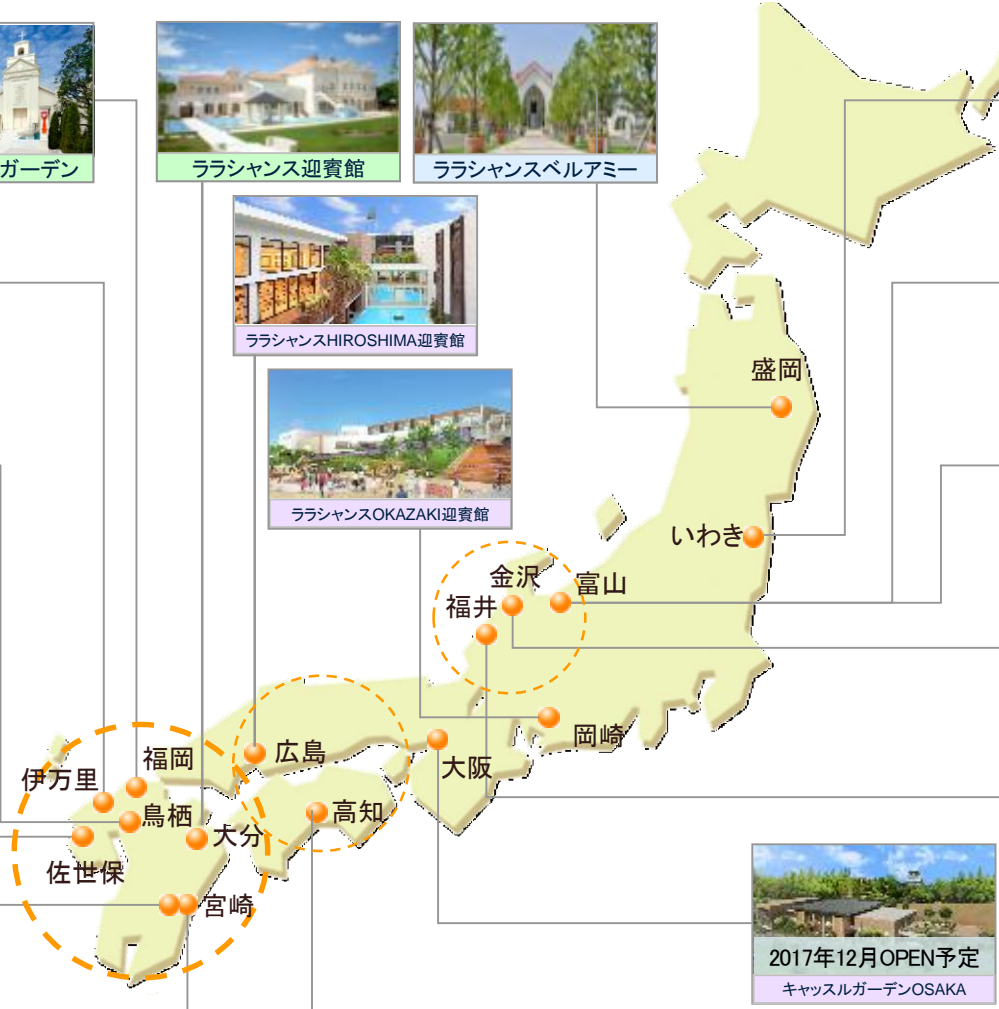 ガーデン
ララシャンス迎賓館
ララシャンスベルアミー
ララシャンスHIROSHIMA迎賓館
ララシャンスOKAZAKI迎賓館
盛岡
いわき
金沢
富山
福井
岡崎
広島
大阪
福岡
伊万里
鳥栖
高知
大分
佐世保
宮崎
2017年12月OPEN予定
キャッスルガーデンOSAKA